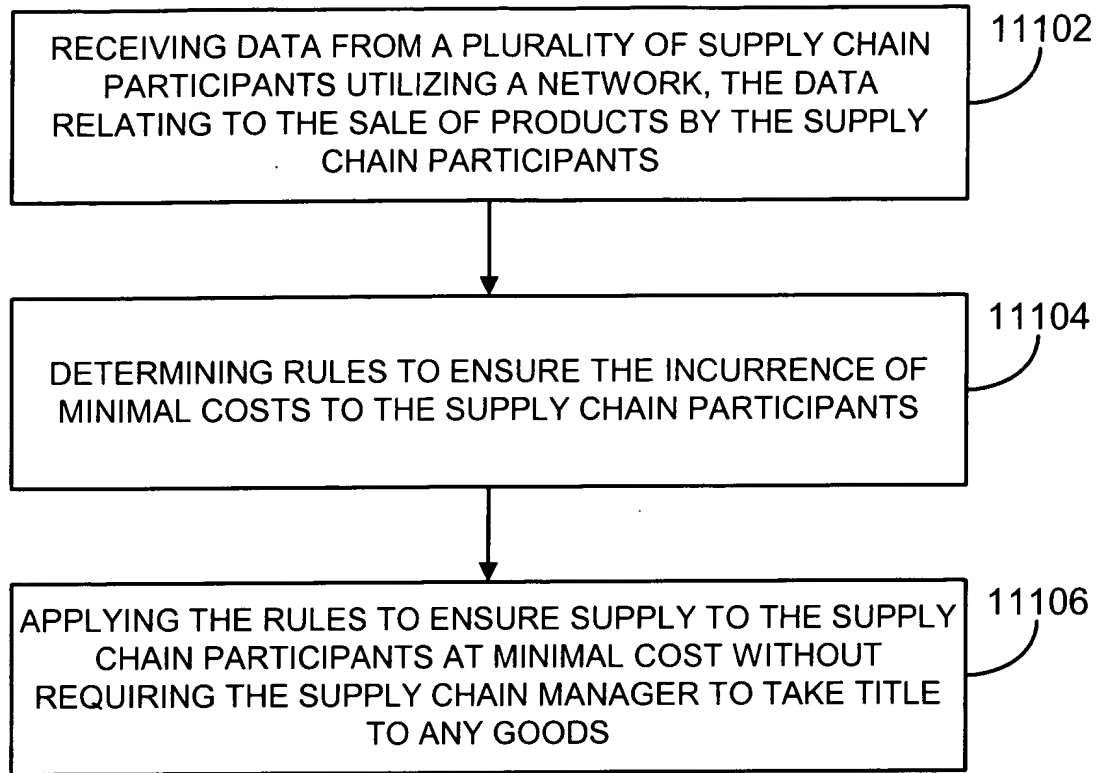 RECEIVING DATA FROM A PLURALITY OF SUPPLY CHAIN
PARTICIPANTS UTILIZING A NETWORK, THE DATA
RELATING TO THE SALE OF PRODUCTS BY THE SUPPLY
CHAIN PARTICIPANTS
11102
DETERMINING RULES TO ENSURE THE INCURRENCE OF
MINIMAL COSTS TO THE SUPPLY CHAIN PARTICIPANTS
11104
APPLYING THE RULES TO ENSURE SUPPLY TO THE SUPPLY
CHAIN PARTICIPANTS AT MINIMAL COST WITHOUT
REQUIRING THE SUPPLY CHAIN MANAGER TO TAKE TITLE
TO ANY GOODS
11106